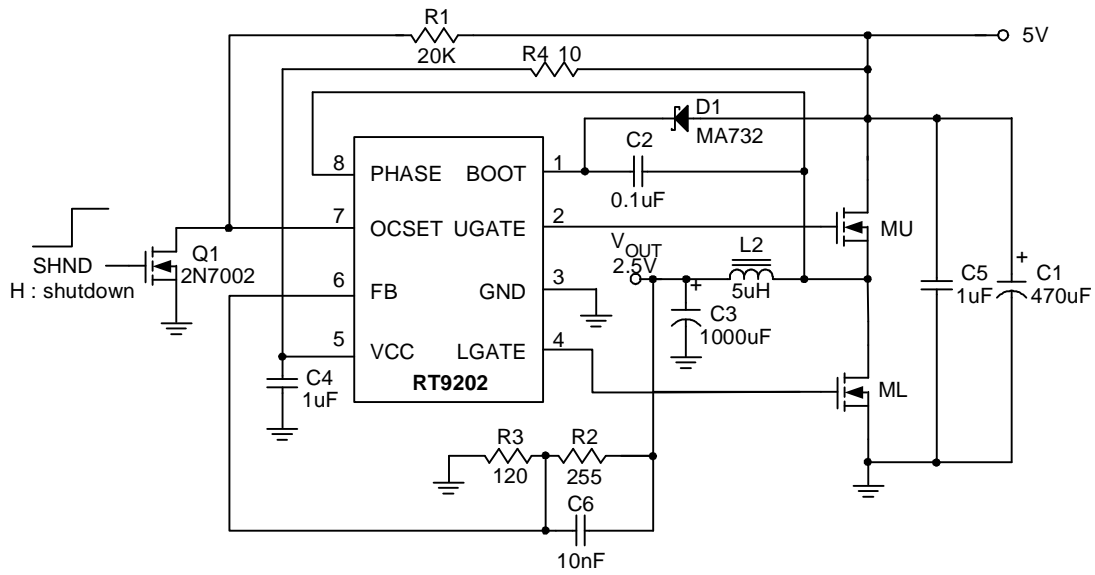 R1
20K
5V
R4 10
D1
MA732
C2
0.1uF
8 PHASE BOOT 1
7 OCSET UGATE 2
6 FB GND 3
5 VCC LGATE 4
RT9202
SHND
H : shutdown
Q1
2N7002
VOUT
2.5V
L2
5uH
MU
C3
1000uF
C5
1uF
C1
470uF
+
+
C4
1uF
ML
R3
120
R2
255
C6
10nF